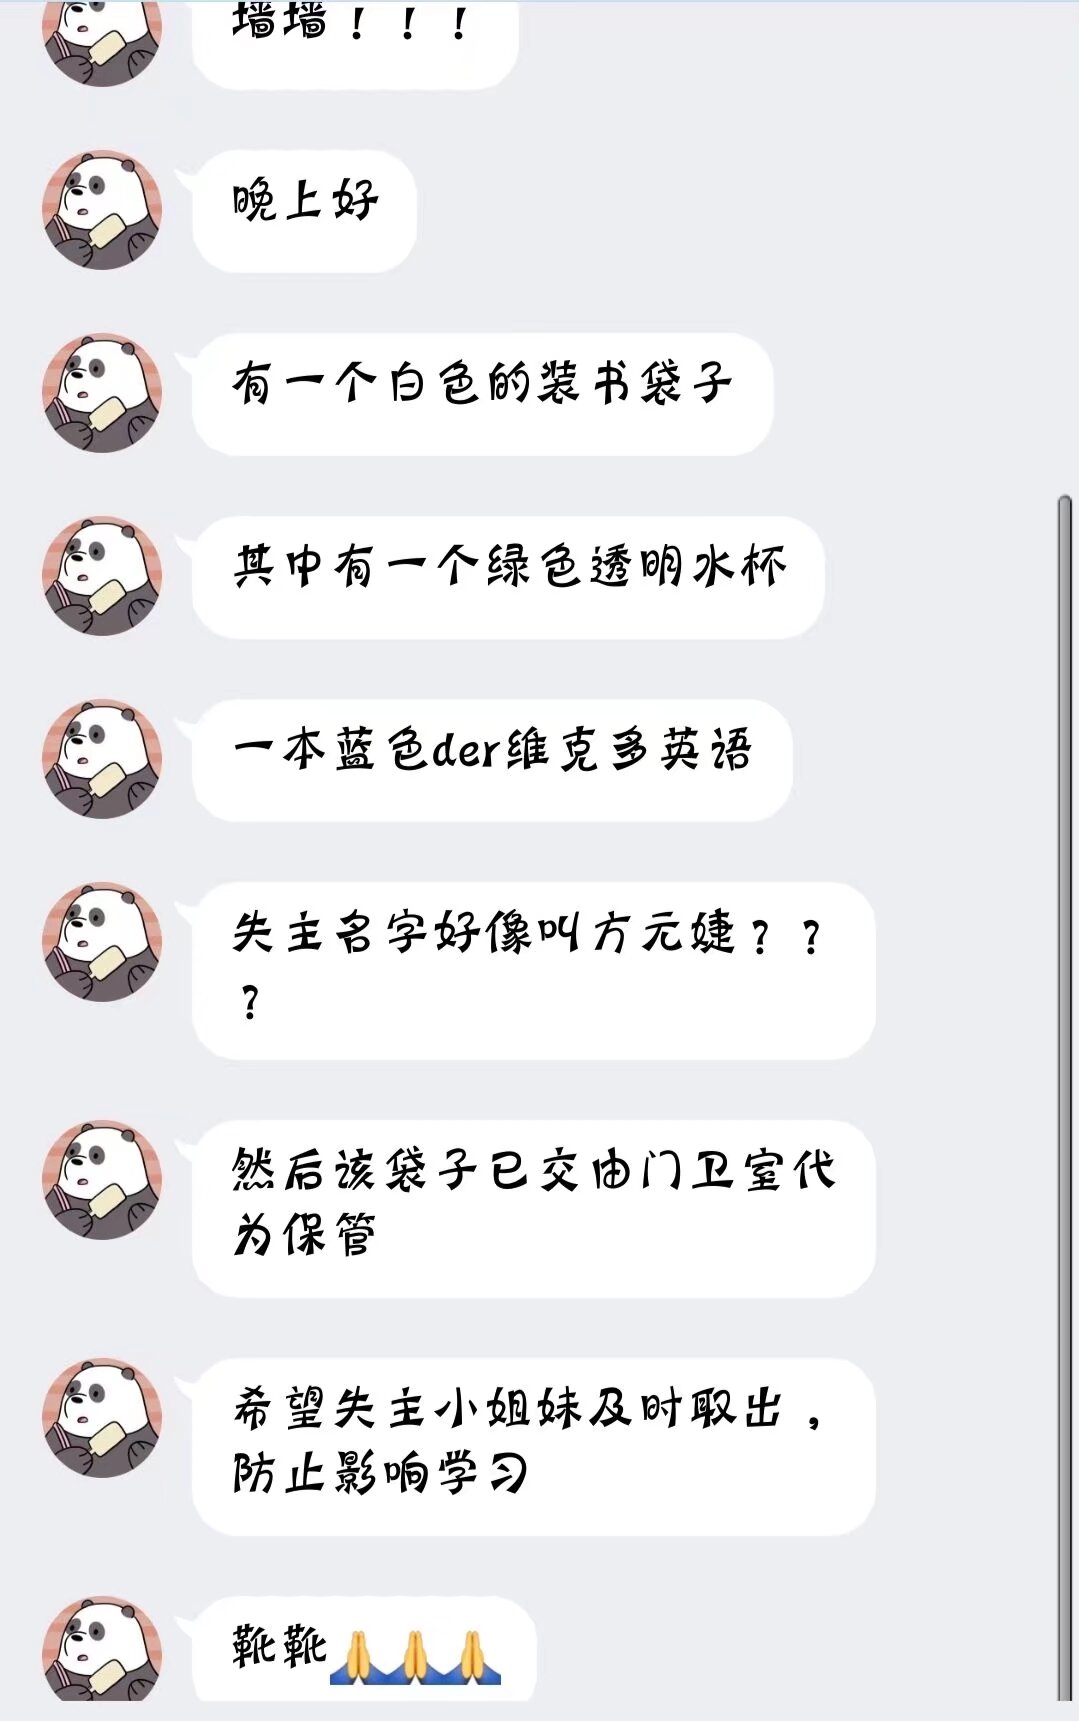 墙墙！！！
晚上好
有一个白色的装书袋子
其中有一个绿色透明水杯
一本蓝色der维克多英语
失主名字好像叫方元婕？？
？
然后该袋子已交由门卫室代
为保管
希望失主小姐妹及时取出，
防止影响学习
靴靴🙏🙏🙏